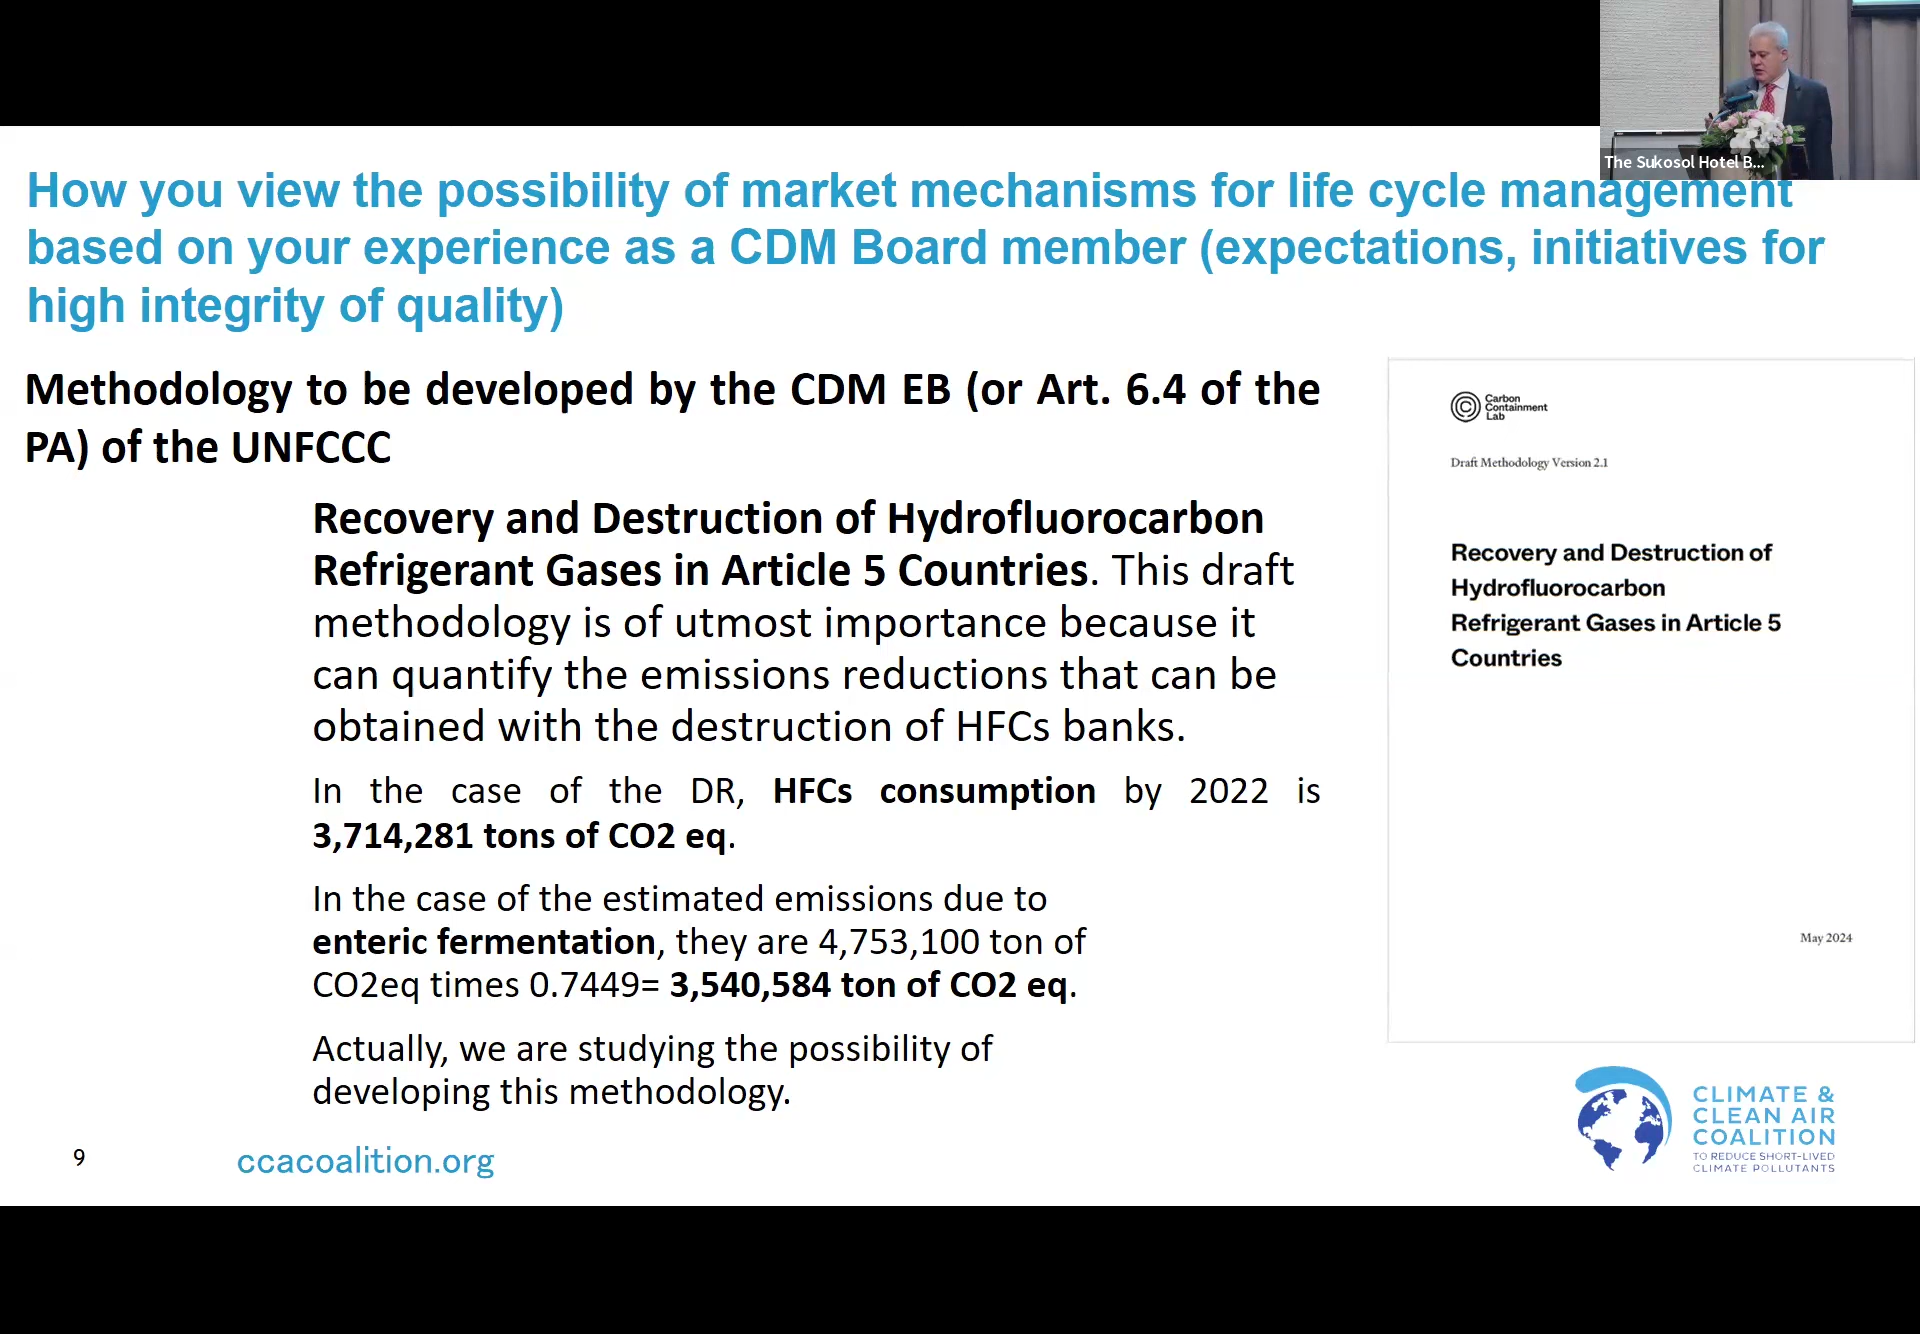 The Sukosol Hotel B...
How you view the possibility of market mechanisms for life cycle management
based on your experience as a CDM Board member (expectations, initiatives for
high integrity of quality)
Methodology to be developed by the CDM EB (or Art. 6.4 of the
PA) of the UNFCCC
Recovery and Destruction of Hydrofluorocarbon
Refrigerant Gases in Article 5 Countries. This draft
methodology is of utmost importance because it
can quantify the emissions reductions that can be
obtained with the destruction of HFCs banks.
In the case of the DR, HFCs consumption by 2022 is
3,714,281 tons of CO2 eq.
In the case of the estimated emissions due to
enteric fermentation, they are 4,753,100 ton of
CO2eq times 0.7449= 3,540,584 ton of CO2 eq.
Actually, we are studying the possibility of
developing this methodology.
Carbon
Containment
Lab
Draft Methodology Version 2.1
Recovery and Destruction of
Hydrofluorocarbon
Refrigerant Gases in Article 5
Countries
May 2024
9
ccacoalition.org
CLIMATE &
CLEAN AIR
COALITION
TO REDUCE SHORT-LIVED
CLIMATE POLLUTANTS